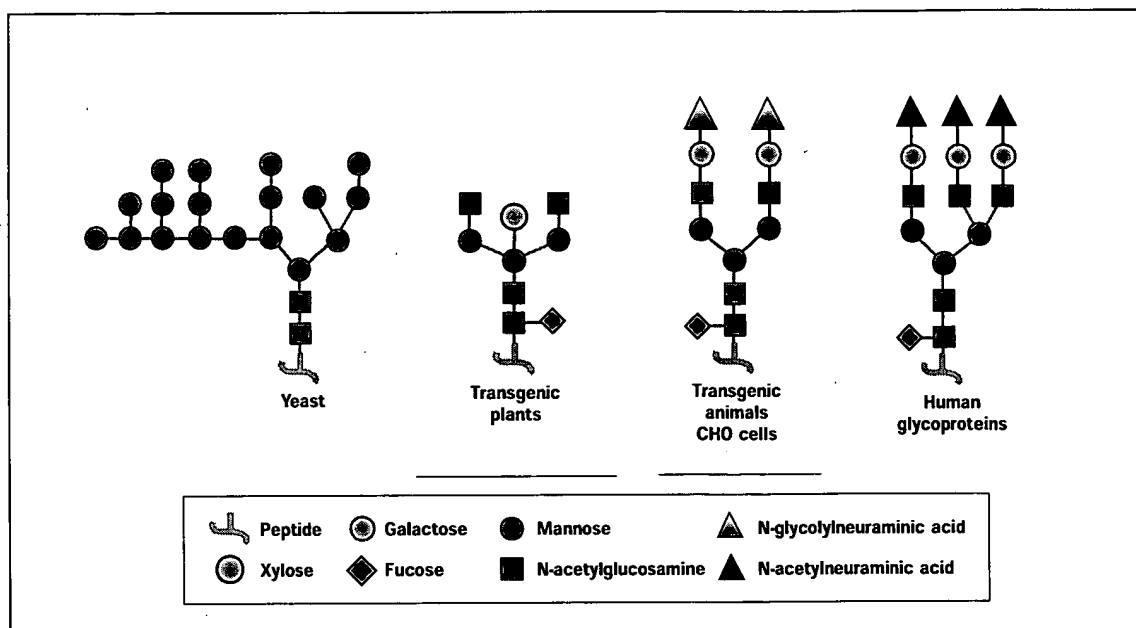 Yeast
Transgenic
plants
Transgenic
animals
CHO cells
Human
glycoproteins
Peptide Galactose Mannose N-glycolylneuraminic acid
Xylose Fucose N-acetylglucosamine N-acetylneuraminic acid